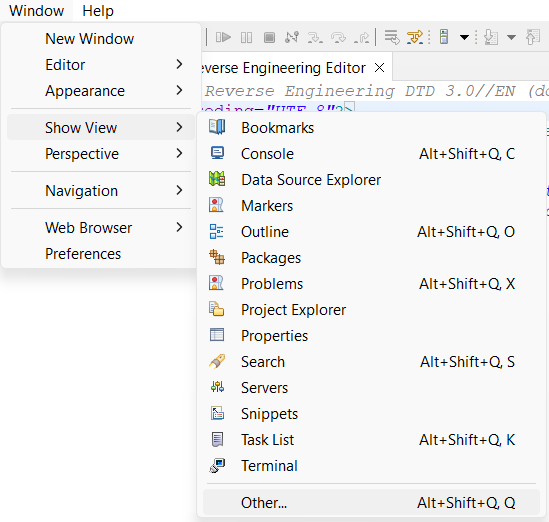 Window Help
New Window
Editor
Appearance
Show View
Perspective
Navigation
Web Browser
Preferences
Reverse Engineering Editor
Reverse Engineering DTD 3.0//EN
"UTF-8"?>
Bookmarks
Console Alt+Shift+Q, C
Data Source Explorer
Markers
Outline Alt+Shift+Q, O
Packages
Problems Alt+Shift+Q, X
Project Explorer
Properties
Search Alt+Shift+Q, S
Servers
Snippets
Task List Alt+Shift+Q, K
Terminal
Other... Alt+Shift+Q, Q